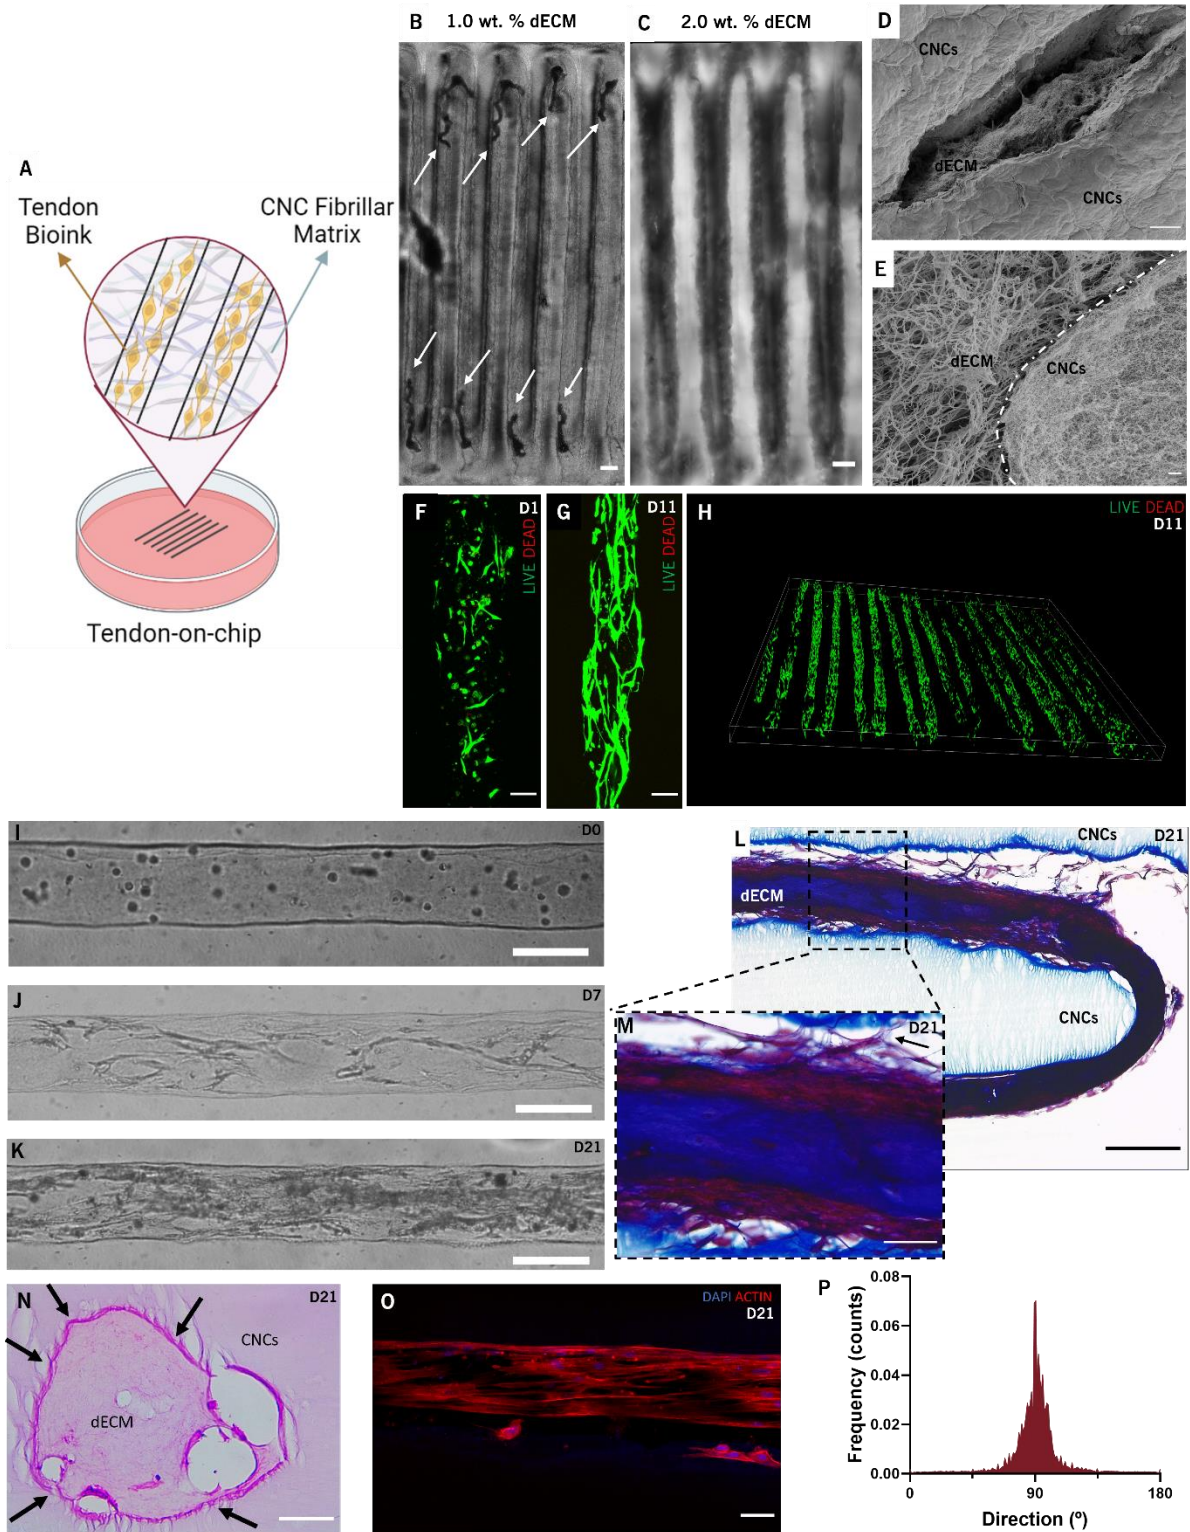 A
Tendon
Bioink
CNC Fibrillar
Matrix
Tendon-on-chip
B
1.0 wt. % dECM
C
2.0 wt. % dECM
D
CNCs
dECM
CNCs
E
dECM
CNCs
F
D1
LIVE DEAD
G
D11
LIVE DEAD
H
LIVE DEAD
D11
I
D0
J
D7
K
D21
L
CNCs
D21
dECM
CNCs
M
D21
N
D21
CNCs
dECM
O
DAPI ACTIN
D21
P
Frequency (counts)
0.08
0.06
0.04
0.02
0.00
0
90
180
Direction (º)